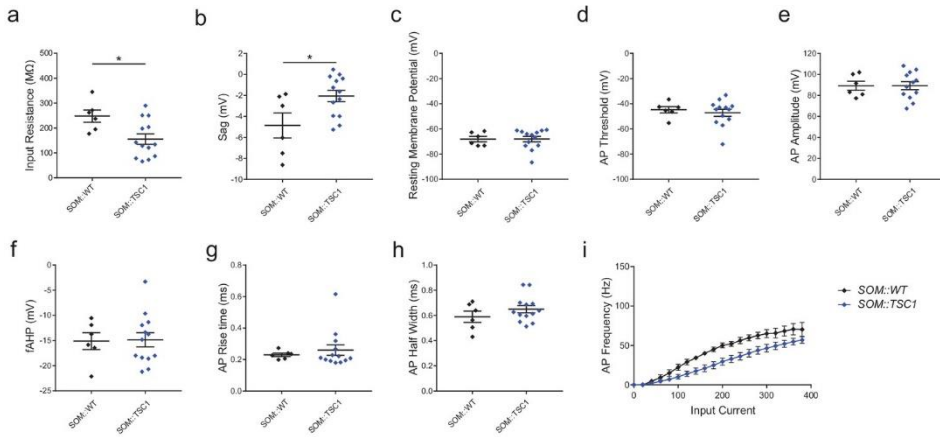 a
b
c
d
e
Input Resistance (MΩ)
500
400
300
200
100
0
*
SOM::WT
SOM::TSC1
Sag (mV)
2
0
-2
-4
-6
-8
-10
*
SOM::WT
SOM::TSC1
Resting Membrane Potential (mV)
0
-20
-40
-60
-80
-100
SOM::WT
SOM::TSC1
AP Threshold (mV)
0
-20
-40
-60
-80
-100
SOM::WT
SOM::TSC1
AP Amplitude (mV)
120
100
80
60
40
20
0
SOM::WT
SOM::TSC1
f
g
h
i
fAHP (mV)
0
-5
-10
-15
-20
-25
SOM::WT
SOM::TSC1
AP Rise time (ms)
0.8
0.6
0.4
0.2
0.0
SOM::WT
SOM::TSC1
AP Half Width (ms)
1.0
0.8
0.6
0.4
0.2
0.0
SOM::WT
SOM::TSC1
AP Frequency (Hz)
150
100
50
0
0 100 200 300 400
Input Current
SOM::WT
SOM::TSC1